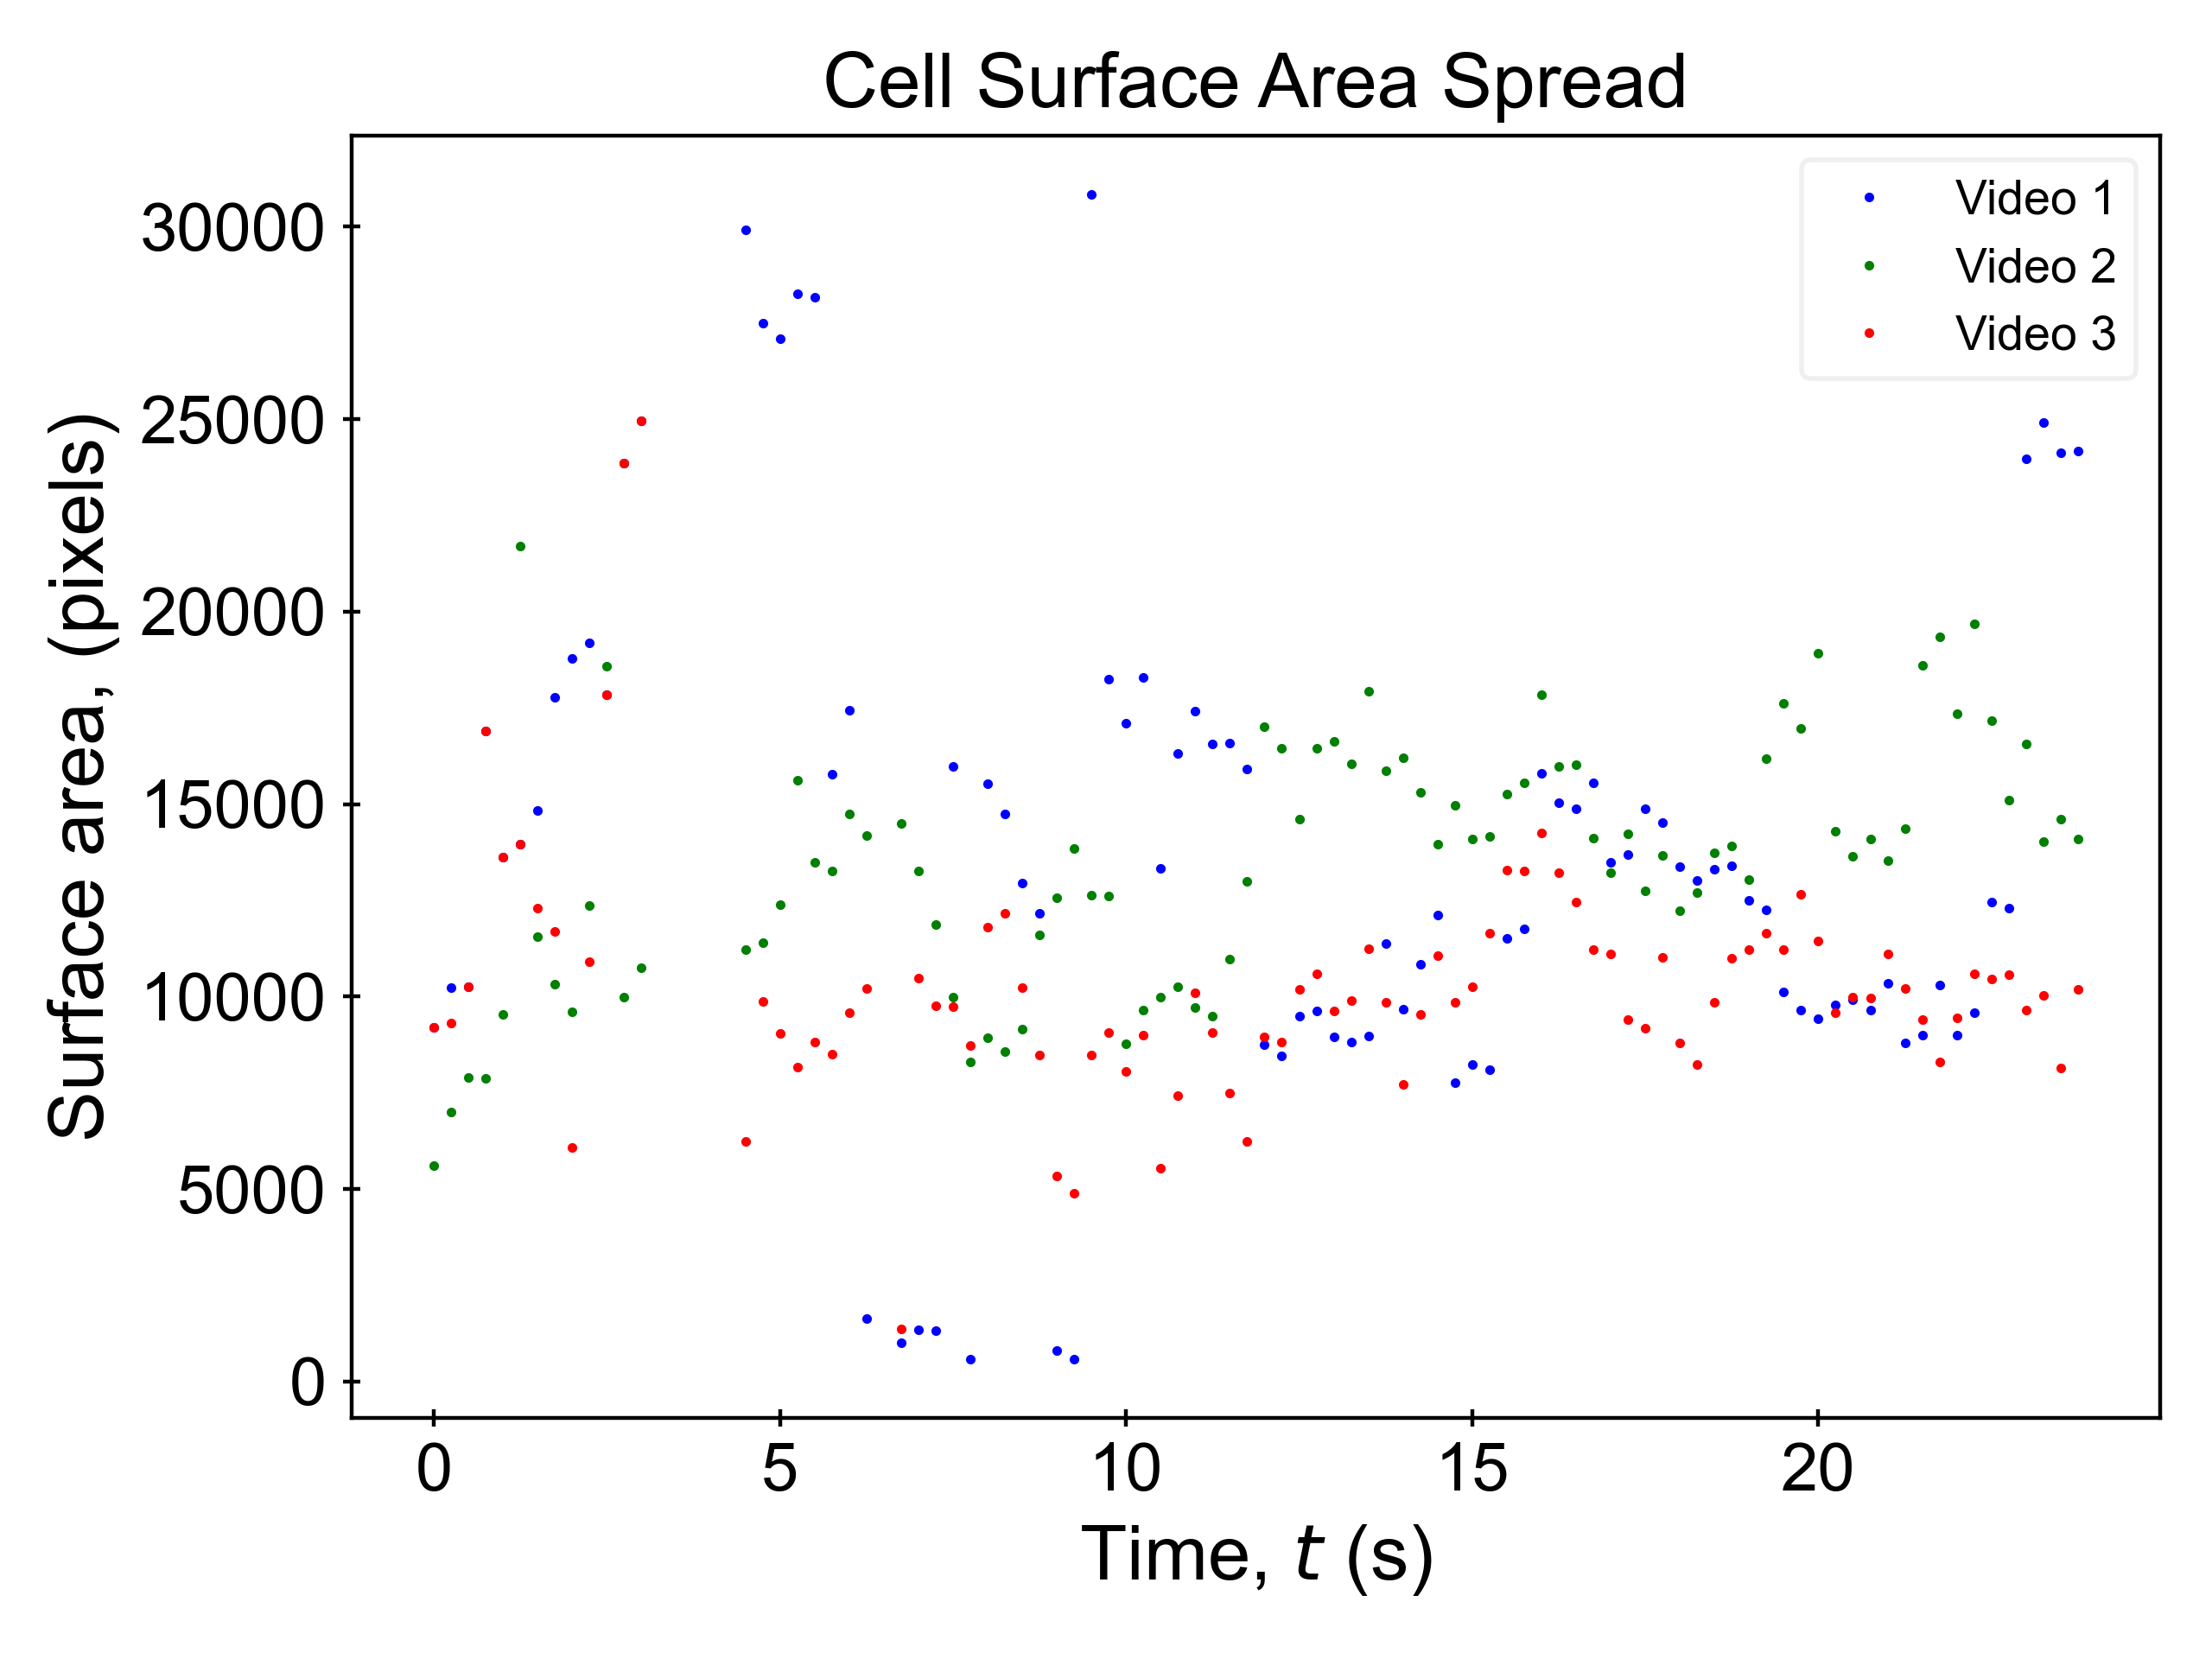 Cell Surface Area Spread
Surface area, (pixels)
30000
25000
20000
15000
10000
5000
0
0 5 10 15 20
Time, t (s)
Video 1
Video 2
Video 3